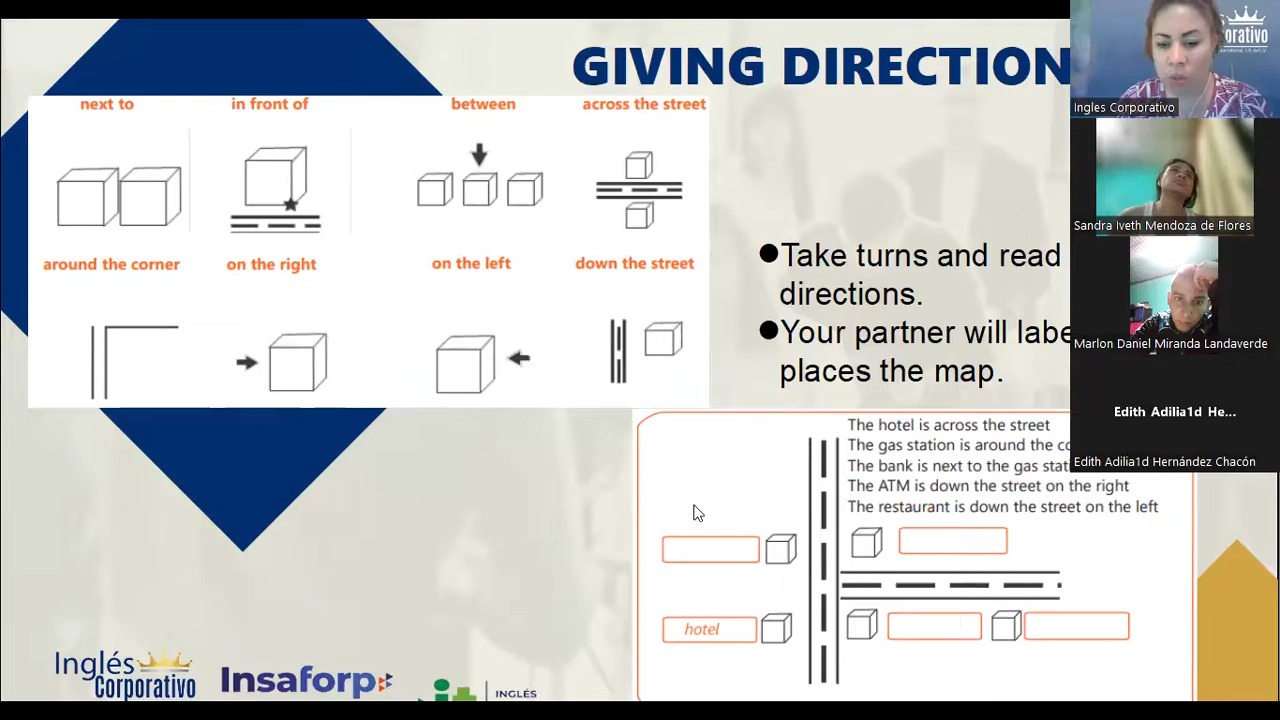 GIVING DIRECTION
next to
in front of
between
across the street
around the corner
on the right
on the left
down the street
●Take turns and read
directions.
●Your partner will labe
places the map.
The hotel is across the street
The gas station is around the co
The bank is next to the gas stati
The ATM is down the street on the right
The restaurant is down the street on the left
hotel
Inglés
Corporativo
Insaforp
INGLÉS
orativo
Ingles Corporativo
Sandra Iveth Mendoza de Flores
Marlon Daniel Miranda Landaverde
Edith Adilia1d He...
Edith Adilia1d Hernández Chacón